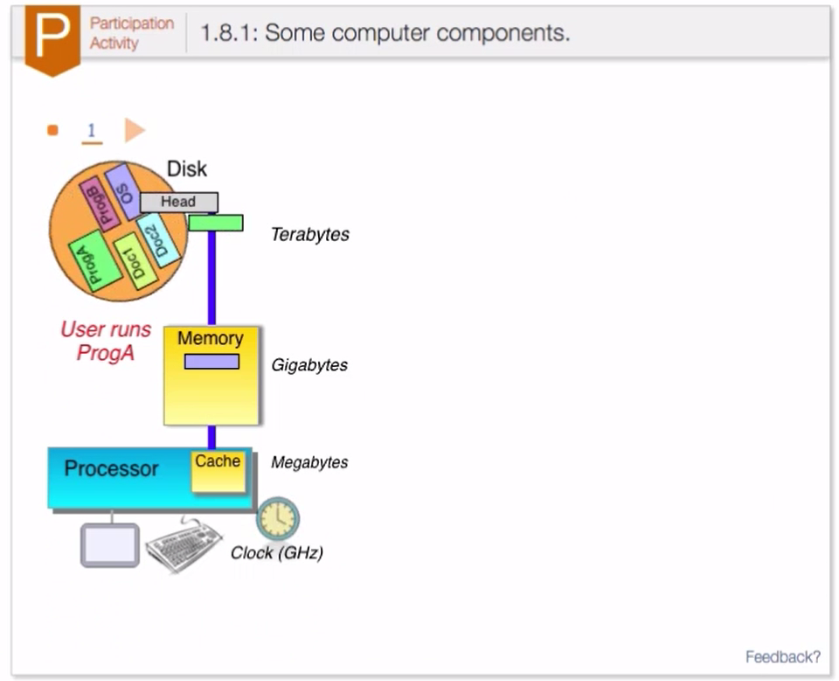 P
Participation
Activity
1.8.1: Some computer components.
1
Disk
ProgB
OS
Head
Doc2
ProgA
Doc1
Terabytes
User runs
ProgA
Memory
Gigabytes
Processor
Cache
Megabytes
Clock (GHz)
Feedback?